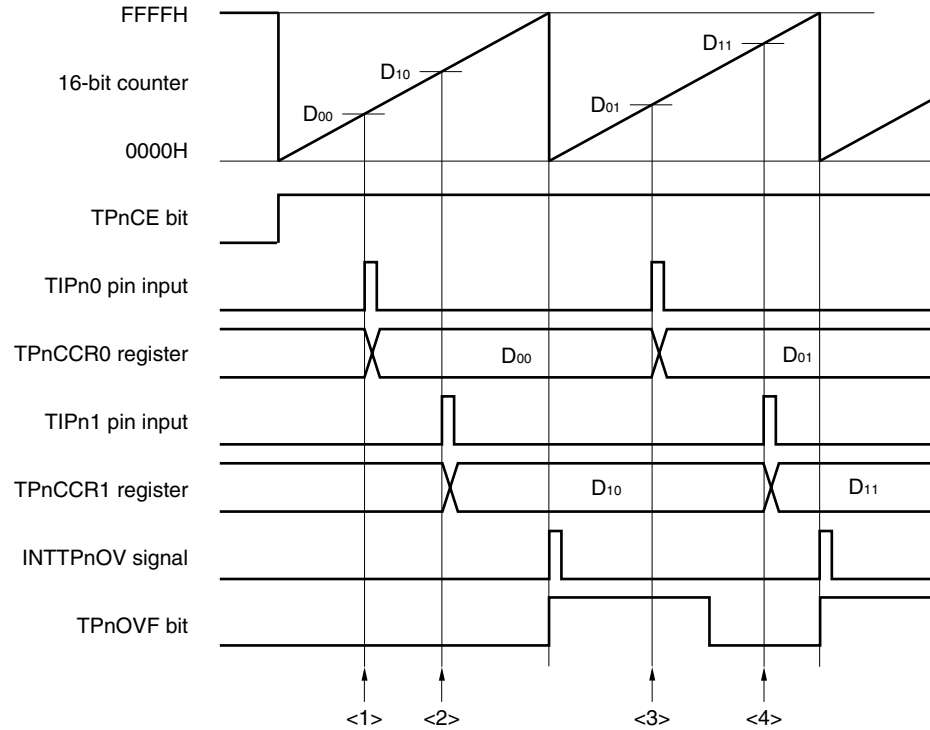 FFFFH
D11
D10
16-bit counter
D01
D00
0000H
TPnCE bit
TIPn0 pin input
TPnCCR0 register
D00
D01
TIPn1 pin input
TPnCCR1 register
D10
D11
INTTPnOV signal
TPnOVF bit
<1> <2> <3> <4>